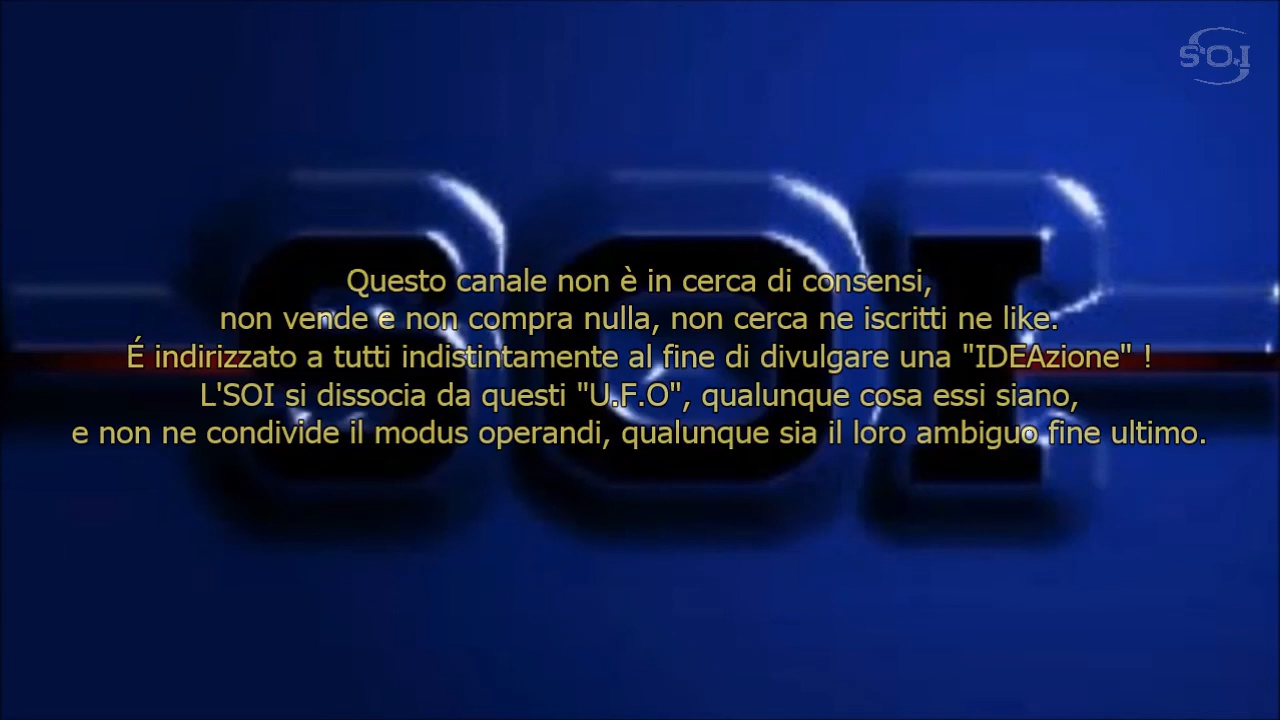 S.O.I
SOI
Questo canale non è in cerca di consensi,
non vende e non compra nulla, non cerca ne iscritti ne like.
É indirizzato a tutti indistintamente al fine di divulgare una "IDEAzione" !
L'SOI si dissocia da questi "U.F.O", qualunque cosa essi siano,
e non ne condivide il modus operandi, qualunque sia il loro ambiguo fine ultimo.